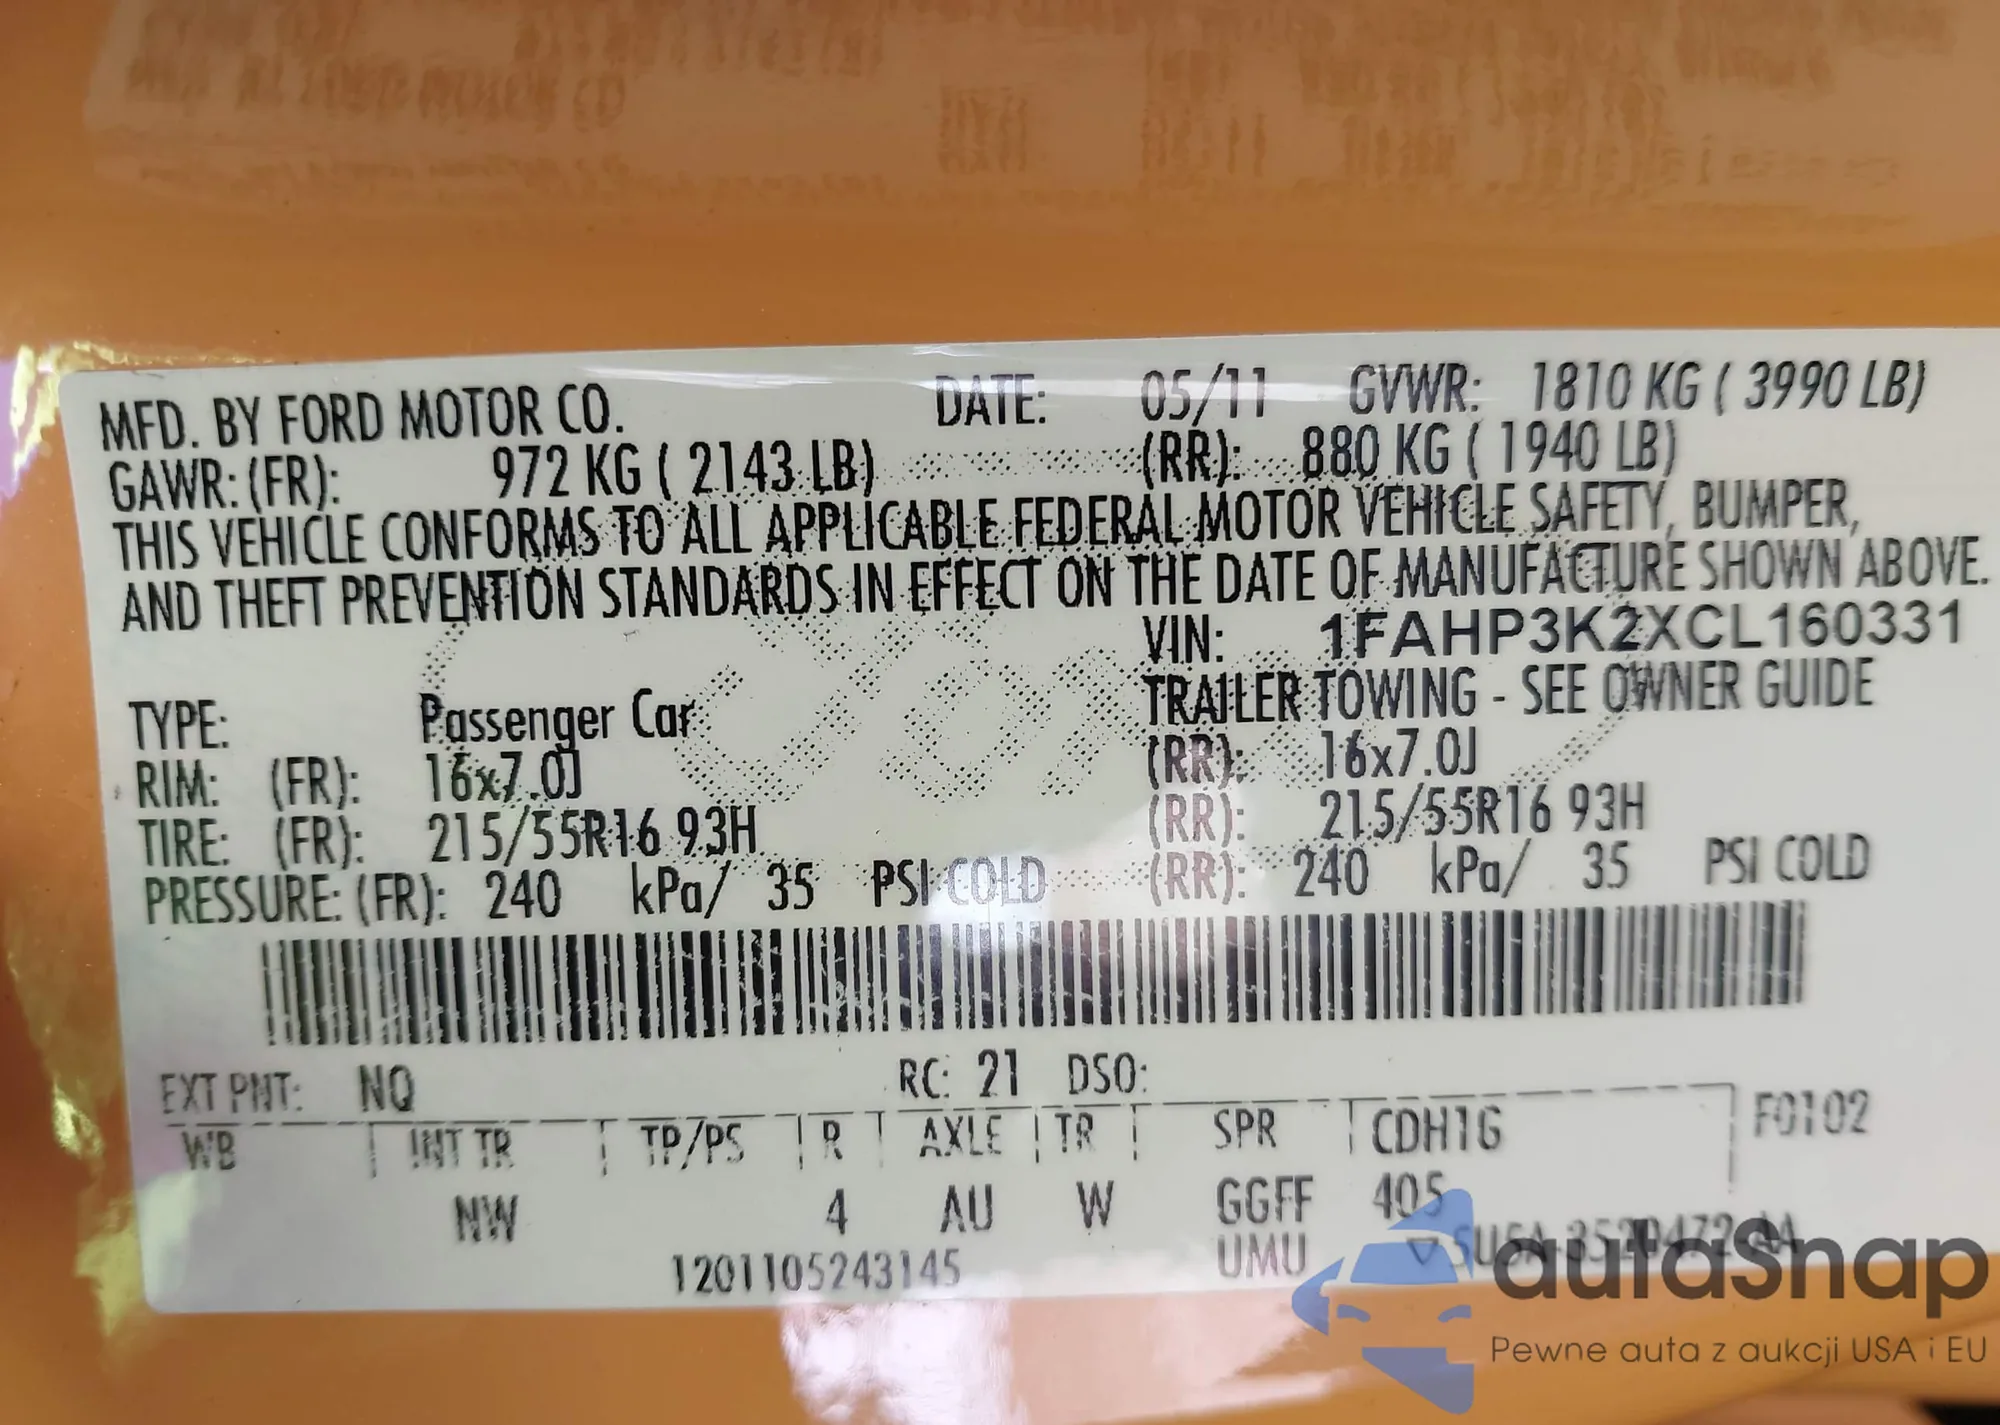 MFD. BY FORD MOTOR CO. DATE: 05/11 GVWR: 1810 KG ( 3990 LB)
GAWR: (FR): 972 KG ( 2143 LB) (RR): 880 KG ( 1940 LB)
THIS VEHICLE CONFORMS TO ALL APPLICABLE FEDERAL MOTOR VEHICLE SAFETY, BUMPER,
AND THEFT PREVENTION STANDARDS IN EFFECT ON THE DATE OF MANUFACTURE SHOWN ABOVE.
VIN: 1FAHP3K2XCL160331
TYPE: Passenger Car TRAILER TOWING - SEE OWNER GUIDE
RIM: (FR): 16x7.0J (RR): 16x7.0J
TIRE: (FR): 215/55R16 93H (RR): 215/55R16 93H
PRESSURE: (FR): 240 kPa/ 35 PSI COLD (RR): 240 kPa/ 35 PSI COLD
EXT PNT: NQ RC: 21 DSO:
WB INT TR TP/PS R AXLE TR SPR CDH1G F0102
NW 4 AU W GGFF 405
1201105243145 UMU
autaSnap
Pewne auta z aukcji USA i EU